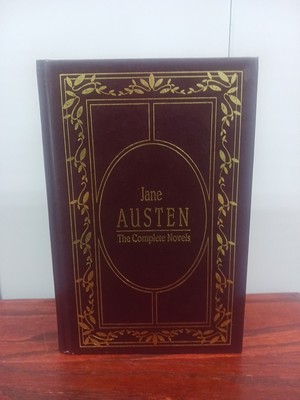 Jane
AUSTEN
The Complete Novels